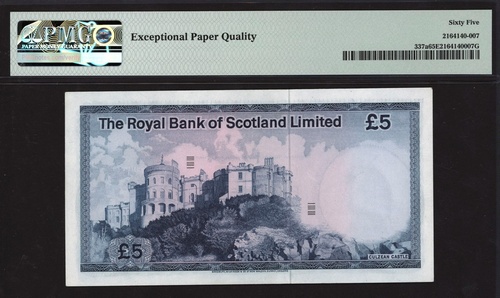 PMG
PAPER MONEY GUARANTY
Exceptional Paper Quality
Sixty Five
2164140-007
337a65E2164140007G
The Royal Bank of Scotland Limited £5
£5
CULZEAN CASTLE